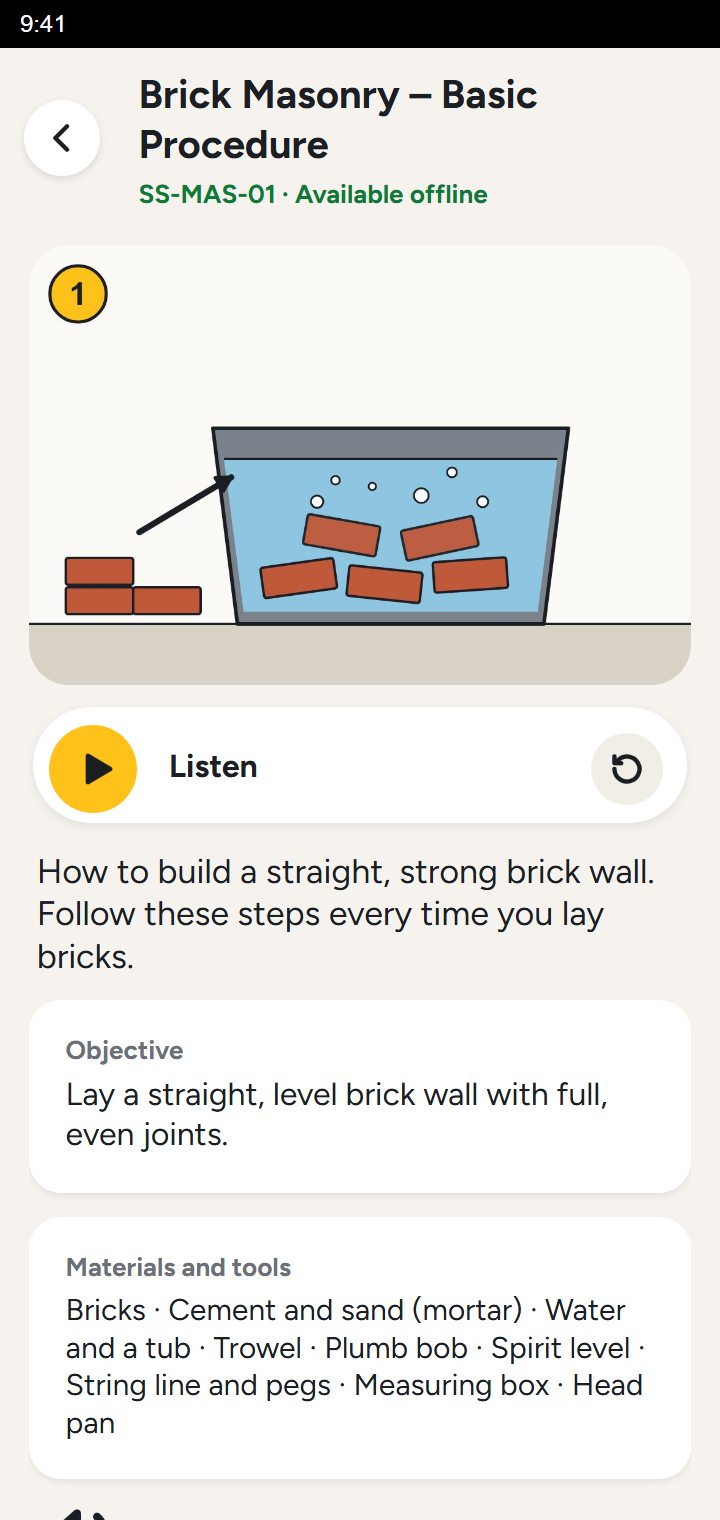 9:41
Brick Masonry – Basic
Procedure
SS-MAS-01 · Available offline
1
Listen
How to build a straight, strong brick wall.
Follow these steps every time you lay
bricks.
Objective
Lay a straight, level brick wall with full,
even joints.
Materials and tools
Bricks · Cement and sand (mortar) · Water
and a tub · Trowel · Plumb bob · Spirit level ·
String line and pegs · Measuring box · Head
pan